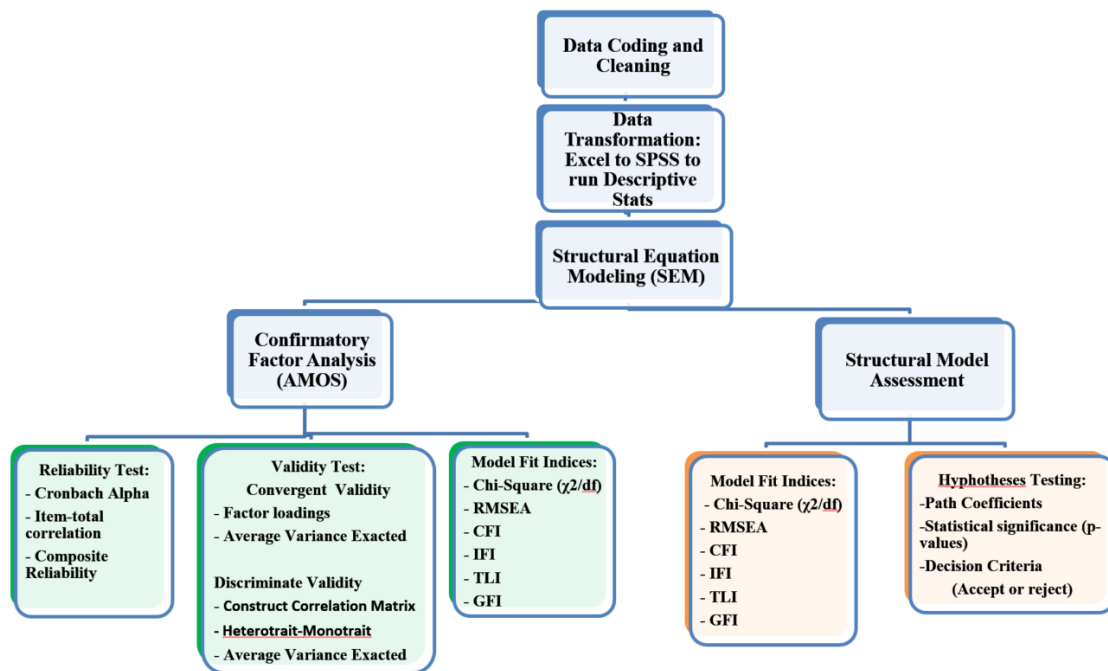 Data Coding and
Cleaning
Data
Transformation:
Excel to SPSS to
run Descriptive
Stats
Structural Equation
Modeling (SEM)
Confirmatory
Factor Analysis
(AMOS)
Structural Model
Assessment
Reliability Test:
- Cronbach Alpha
- Item-total
correlation
- Composite
Reliability
Validity Test:
Convergent Validity
- Factor loadings
- Average Variance Exacted
Discriminate Validity
- Construct Correlation Matrix
- Heterotrait-Monotrait
- Average Variance Exacted
Model Fit Indices:
- Chi-Square (χ2/df)
- RMSEA
- CFI
- IFI
- TLI
- GFI
Model Fit Indices:
- Chi-Square (χ2/df)
- RMSEA
- CFI
- IFI
- TLI
- GFI
Hyphotheses Testing:
-Path Coefficients
-Statistical significance (p-
values)
-Decision Criteria
(Accept or reject)